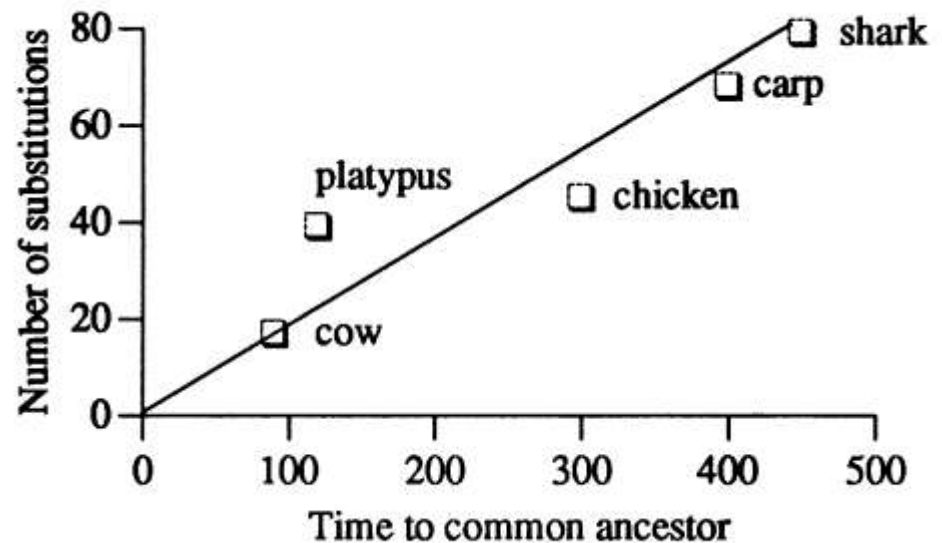 Number of substitutions
80
60
40
20
0
shark
carp
platypus
chicken
cow
0 100 200 300 400 500
Time to common ancestor